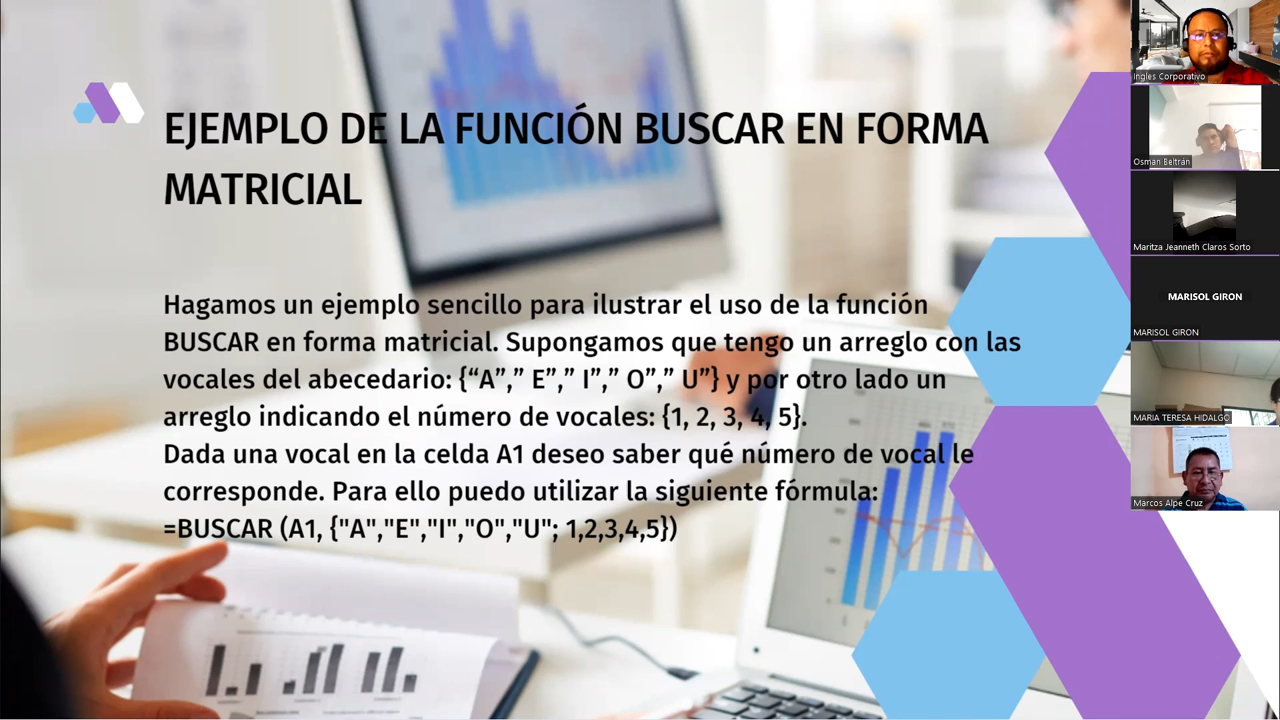 EJEMPLO DE LA FUNCIÓN BUSCAR EN FORMA
MATRICIAL
Hagamos un ejemplo sencillo para ilustrar el uso de la función
BUSCAR en forma matricial. Supongamos que tengo un arreglo con las
vocales del abecedario: {“A”,” E”,” I”,” O”,” U”} y por otro lado un
arreglo indicando el número de vocales: {1, 2, 3, 4, 5}.
Dada una vocal en la celda A1 deseo saber qué número de vocal le
corresponde. Para ello puedo utilizar la siguiente fórmula:
=BUSCAR (A1, {"A","E","I","O","U"; 1,2,3,4,5})
Ingles Corporativo
Osman Beltrán
Maritza Jeanneth Claros Sorto
MARISOL GIRON
MARISOL GIRON
MARIA TERESA HIDALGO
Marcos Alpe Cruz